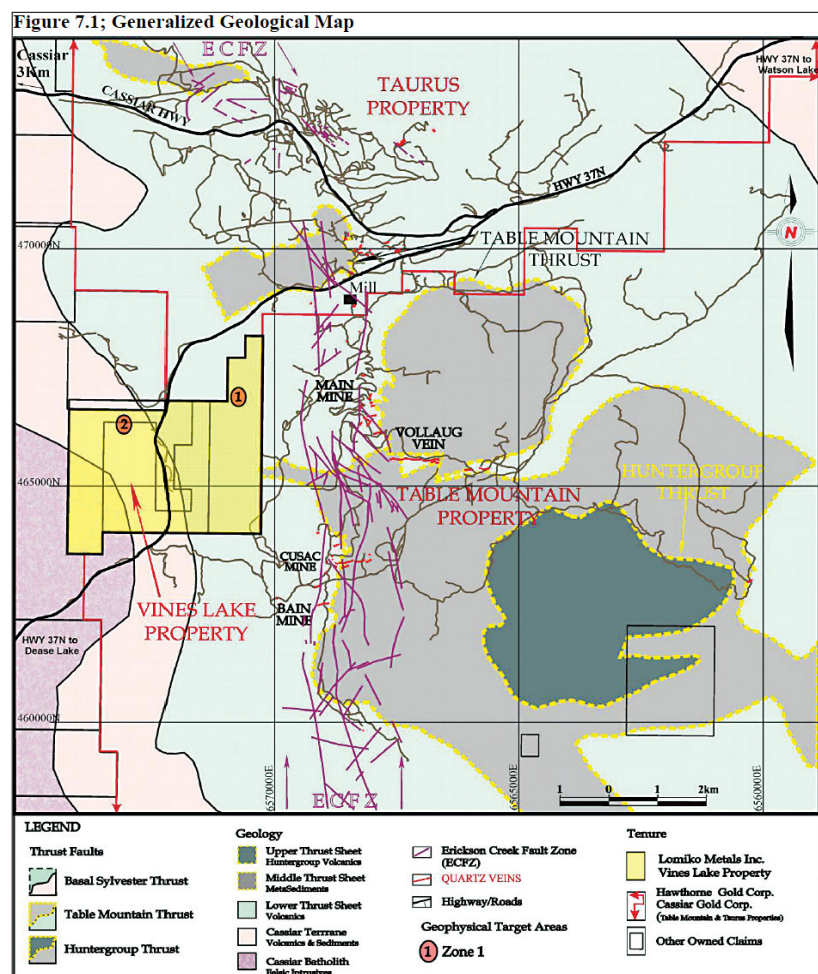 Figure 7.1; Generalized Geological Map
ECFZ
Cassiar
3Km
HWY 37N to
Watson Lake
CASSIAR HWY
TAURUS
PROPERTY
HWY 37N
N
470000N
TABLE MOUNTAIN
THRUST
Mill
MAIN
MINE
1
2
VOLLAUG
VEIN
HUNTERGROUP
THRUST
465000N
TABLE MOUNTAIN
PROPERTY
CUSAC
MINE
BAIN
MINE
VINES LAKE
PROPERTY
HWY 37N to
Dease Lake
460000N
6570000E
6565000E
6560000E
ECFZ
1 0 1 2km
LEGEND
Thrust Faults
Basal Sylvester Thrust
Table Mountain Thrust
Huntergroup Thrust
Geology
Upper Thrust Sheet
Huntergroup Volcanics
Middle Thrust Sheet
MetaSediments
Lower Thrust Sheet
Volcanics
Cassiar Terrrane
Volcanics & Sediments
Cassiar Batholith
Felsic Intrusives
Erickson Creek Fault Zone
(ECFZ)
QUARTZ VEINS
Highway/Roads
Geophysical Target Areas
1 Zone 1
Tenure
Lomiko Metals Inc.
Vines Lake Property
Hawthorne Gold Corp.
Cassiar Gold Corp.
(Table Mountain & Taurus Properties)
Other Owned Claims